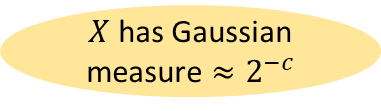 X has Gaussian
measure ≈ 2⁻ᶜ